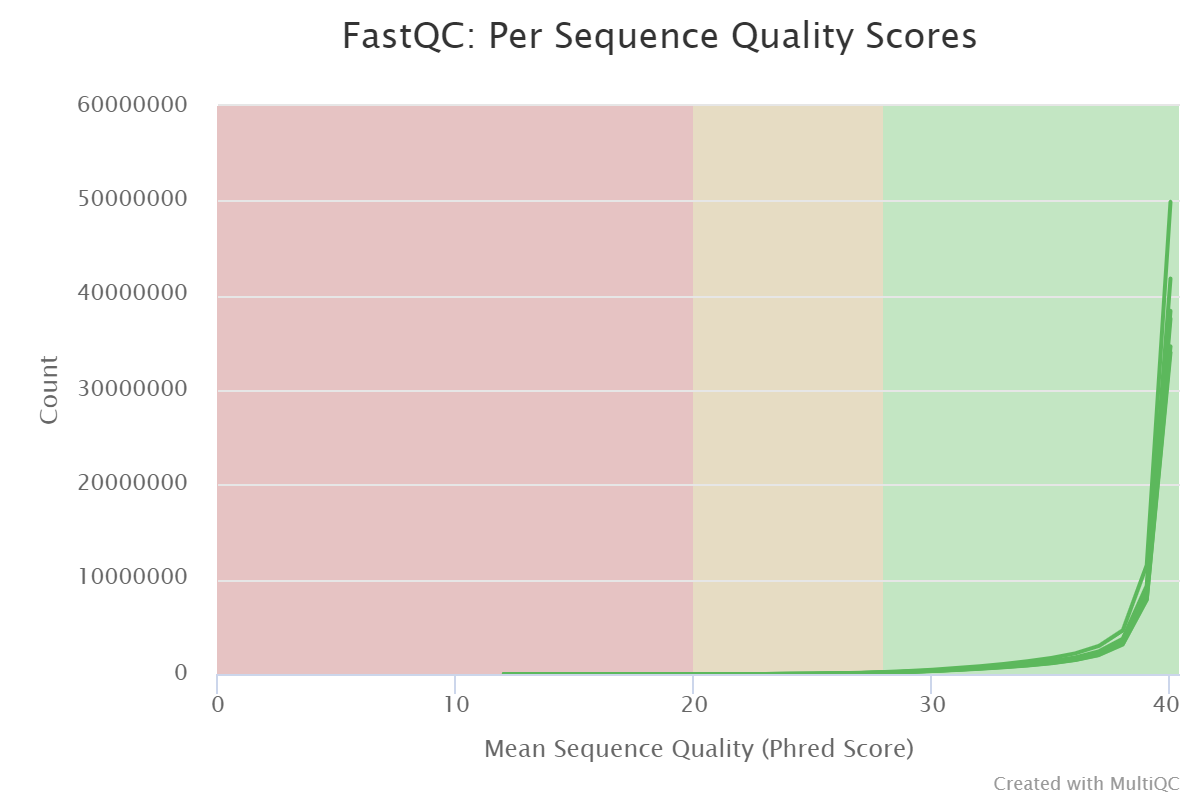 FastQC: Per Sequence Quality Scores
60000000
50000000
40000000
30000000
20000000
10000000
0
Count
0 10 20 30 40
Mean Sequence Quality (Phred Score)
Created with MultiQC